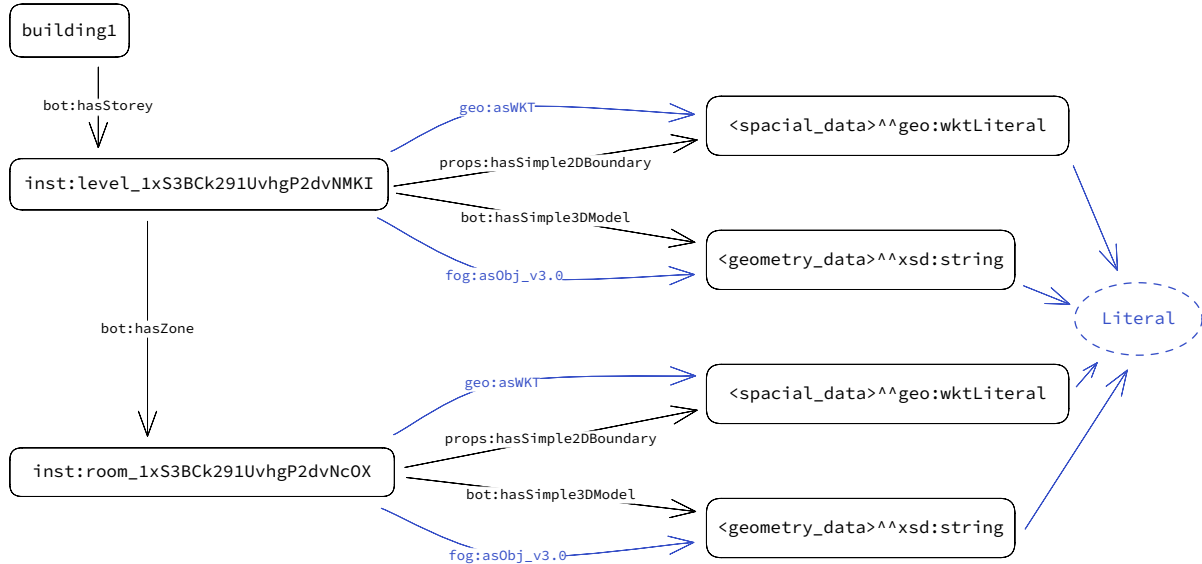 building1
bot:hasStorey
geo:asWKT
<spacial_data>^^geo:wktLiteral
props:hasSimple2DBoundary
inst:level_1xS3BCk291UvhgP2dvNMKI
bot:hasSimple3DModel
<geometry_data>^^xsd:string
fog:asObj_v3.0
Literal
bot:hasZone
geo:asWKT
<spacial_data>^^geo:wktLiteral
props:hasSimple2DBoundary
inst:room_1xS3BCk291UvhgP2dvNcOX
bot:hasSimple3DModel
<geometry_data>^^xsd:string
fog:asObj_v3.0